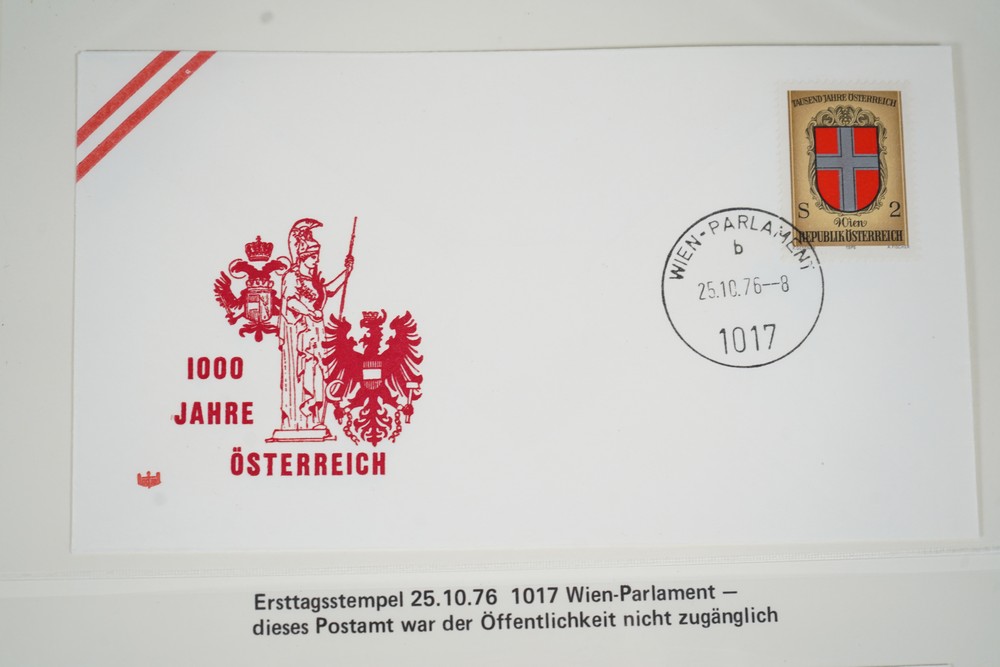 TAUSEND JAHRE ÖSTERREICH
S 2
Wien
REPUBLIK ÖSTERREICH
WIEN-PARLAMENT
b
25.10.76--8
1017
1000
JAHRE
ÖSTERREICH
Ersttagsstempel 25.10.76 1017 Wien-Parlament —
dieses Postamt war der Öffentlichkeit nicht zugänglich